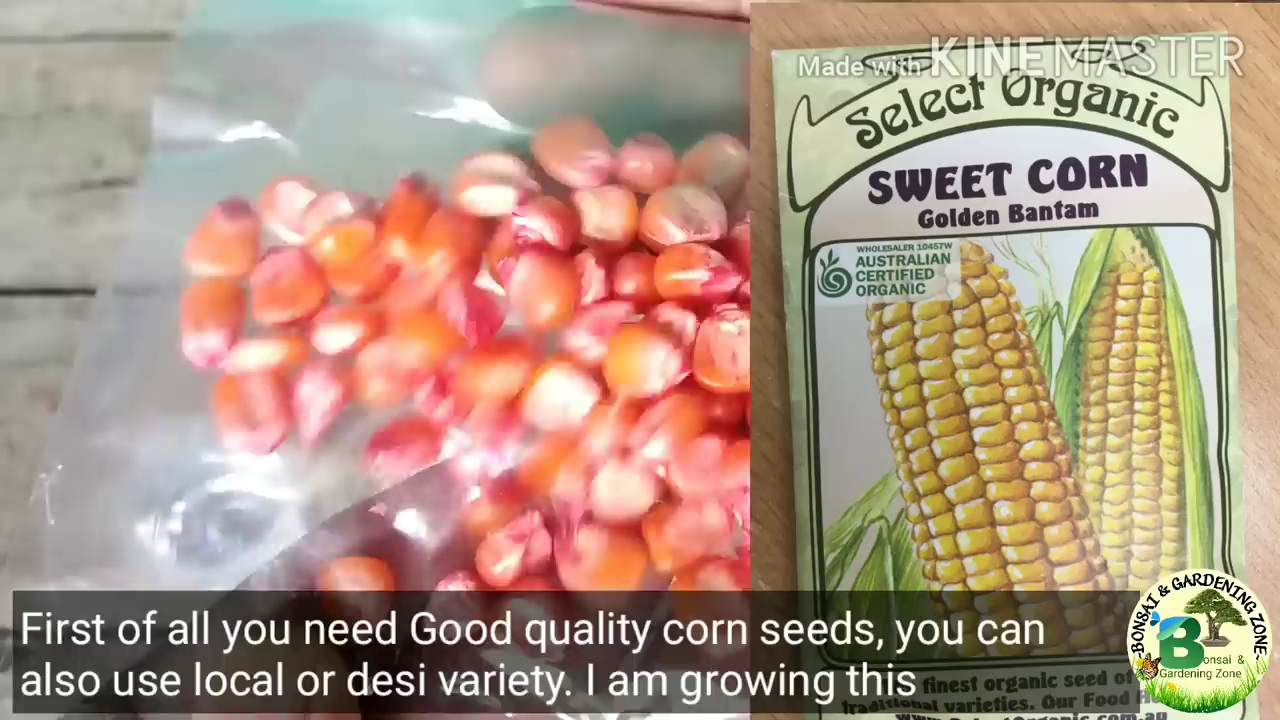 Made with KINEMASTER
Select Organic
SWEET CORN
Golden Bantam
WHOLESALER 10457W
AUSTRALIAN
CERTIFIED
ORGANIC
First of all you need Good quality corn seeds, you can
also use local or desi variety. I am growing this
finest organic seed of
traditional varieties. Our Food
BONSAI & GARDENING ZONE
B
Bonsai &
Gardening Zone